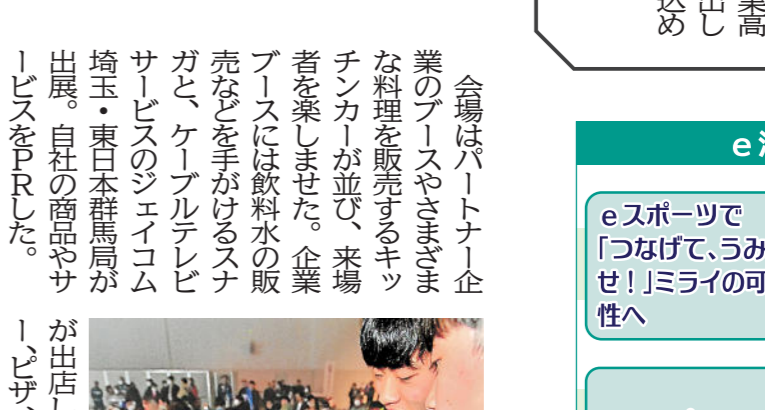 込め
出し
業高
会場はパートナー企
業のブースやさまざま
な料理を販売するキッ
チンカーが並び、来場
者を楽しませた。企業
ブースには飲料水の販
売などを手がけるスナ
ガと、ケーブルテレビ
サービスのジェイコム
埼玉・東日本群馬局が
出展。自社の商品やサ
ービスをPRした。
が出店し
ー、ピザ、
e
eスポーツで
「つなげて、うみ
せ！」ミライの可
性へ